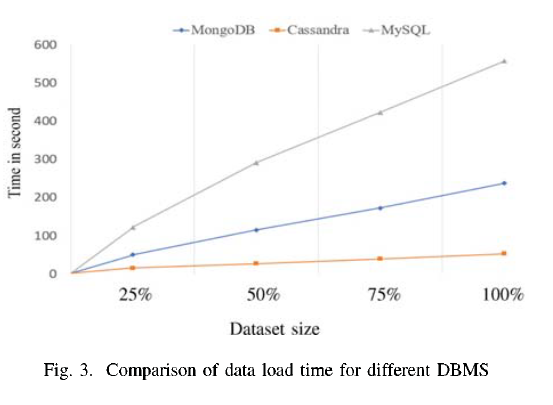 MongoDB Cassandra MySQL
600
500
400
300
200
100
0
Time in second
25% 50% 75% 100%
Dataset size
Fig. 3. Comparison of data load time for different DBMS